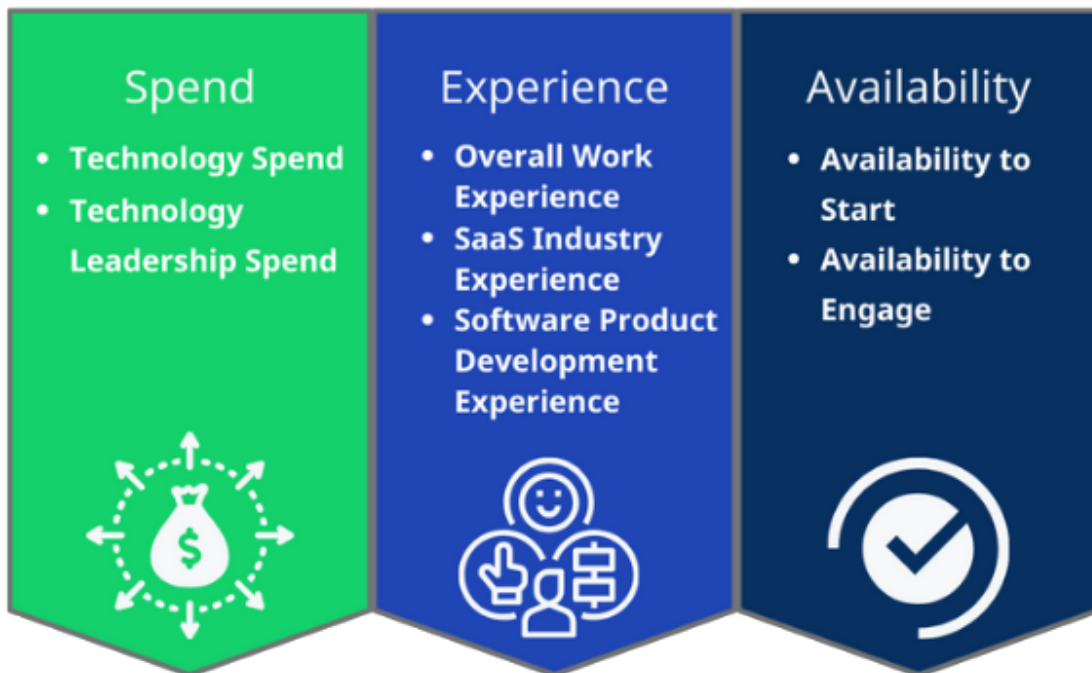 Spend
• Technology Spend
• Technology
Leadership Spend
$
Experience
• Overall Work
Experience
• SaaS Industry
Experience
• Software Product
Development
Experience
Availability
• Availability to
Start
• Availability to
Engage